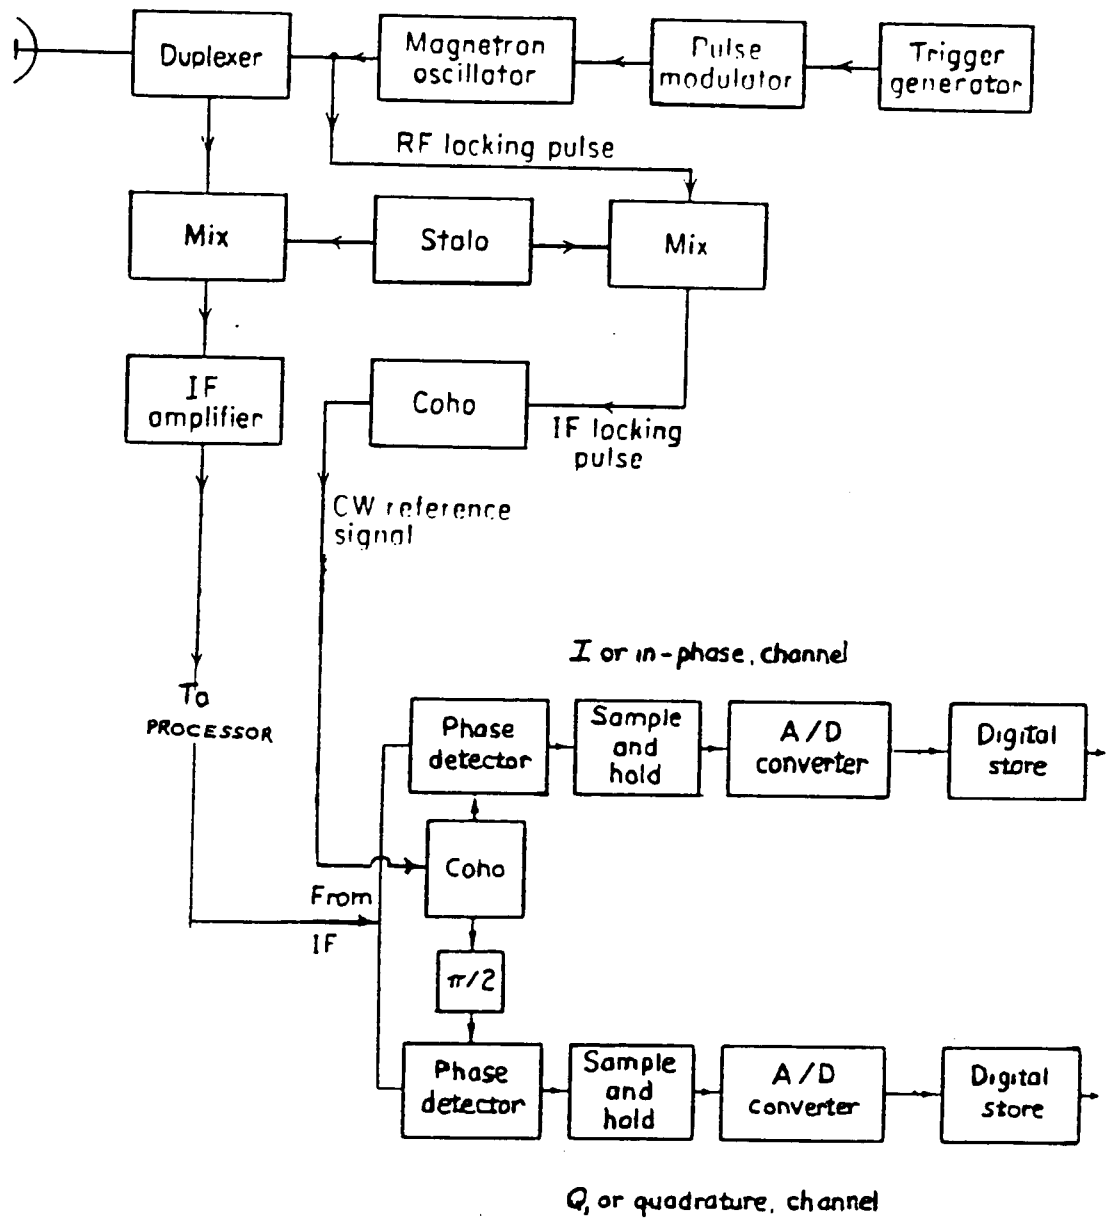 Duplexer
Magnetron
oscillator
Pulse
modulator
Trigger
generator
RF locking pulse
Mix
Stalo
Mix
IF
amplifier
Coho
IF locking
pulse
CW reference
signal
To
PROCESSOR
I or in-phase, channel
Phase
detector
Sample
and
hold
A/D
converter
Digital
store
Coho
From
IF
π/2
Phase
detector
Sample
and
hold
A/D
converter
Digital
store
Q, or quadrature, channel